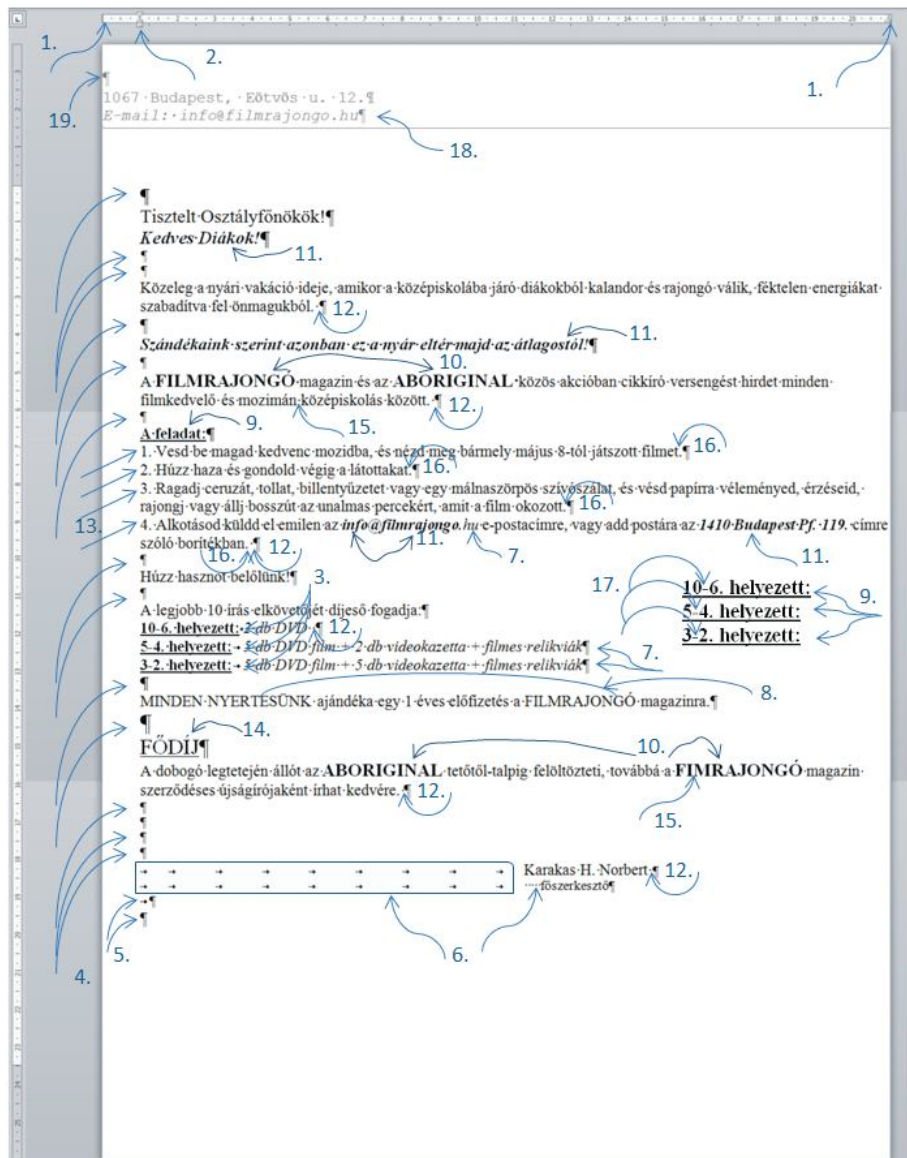 1.
2.
1.
19.
1067 Budapest, Eötvös u. 12.¶
E-mail: info@filmrajongo.hu¶
18.
¶
Tisztelt Osztályfőnökök!¶
Kedves Diákok!¶
11.
¶
¶
Közeleg a nyári vakáció ideje, amikor a középiskolába járó diákokból kalandor és rajongó válik, féktelen energiákat
szabadítva fel önmagukból. ¶ 12.
¶
11.
Szándékaink szerint azonban ez a nyár eltér majd az átlagostól!¶
¶
10.
A FILMRAJONGÓ magazin és az ABORIGINAL közös akcióban cikkíró versengést hirdet minden
filmkedvelő és mozimán középiskolás között. ¶ 12.
¶
9.
15.
A feladat:¶
1. Vesd be magad kedvenc mozidba, és nézd meg bármely május 8-tól játszott filmet.¶ 16.
2. Húzz haza és gondold végig a látottakat.¶ 16.
3. Ragadj ceruzát, tollat, billentyűzetet vagy egy málnaszörpös szívószálat, és vésd papírra véleményed, érzéseid,
rajongj vagy állj bosszút az unalmas percekért, amit a film okozott.¶ 16.
13.
4. Alkotásod küldd el emilen az info@filmrajongo.hu e-postacímre, vagy add postára az 1410 Budapest Pf. 119. címre
szóló borítékban. ¶
16. 12. 11. 7. 11.
¶
Húzz hasznot belőlünk!¶
3.
¶
A legjobb 10 írás elkövetőjét díjeső fogadja:¶
10-6. helyezett: 2 db DVD ¶ 12.
5-4. helyezett: → 5 db DVD film + 2 db videokazetta + filmes relikviák¶
3-2. helyezett: → 5 db DVD film + 5 db videokazetta + filmes relikviák¶
7.
17.
10-6. helyezett:
5-4. helyezett:
3-2. helyezett:
9.
¶
8.
MINDEN NYERTESÜNK ajándéka egy 1 éves előfizetés a FILMRAJONGÓ magazinra.¶
¶
14.
FŐDÍJ¶
10.
A dobogó legtetején állót az ABORIGINAL tetőtől-talpig felöltözteti, továbbá a FIMRAJONGÓ magazin
szerződéses újságírójaként írhat kedvére. ¶ 12.
15.
¶
¶
¶
¶
Karakas H. Norbert ¶ 12.
főszerkesztő¶
→¶
¶
5.
6.
4.